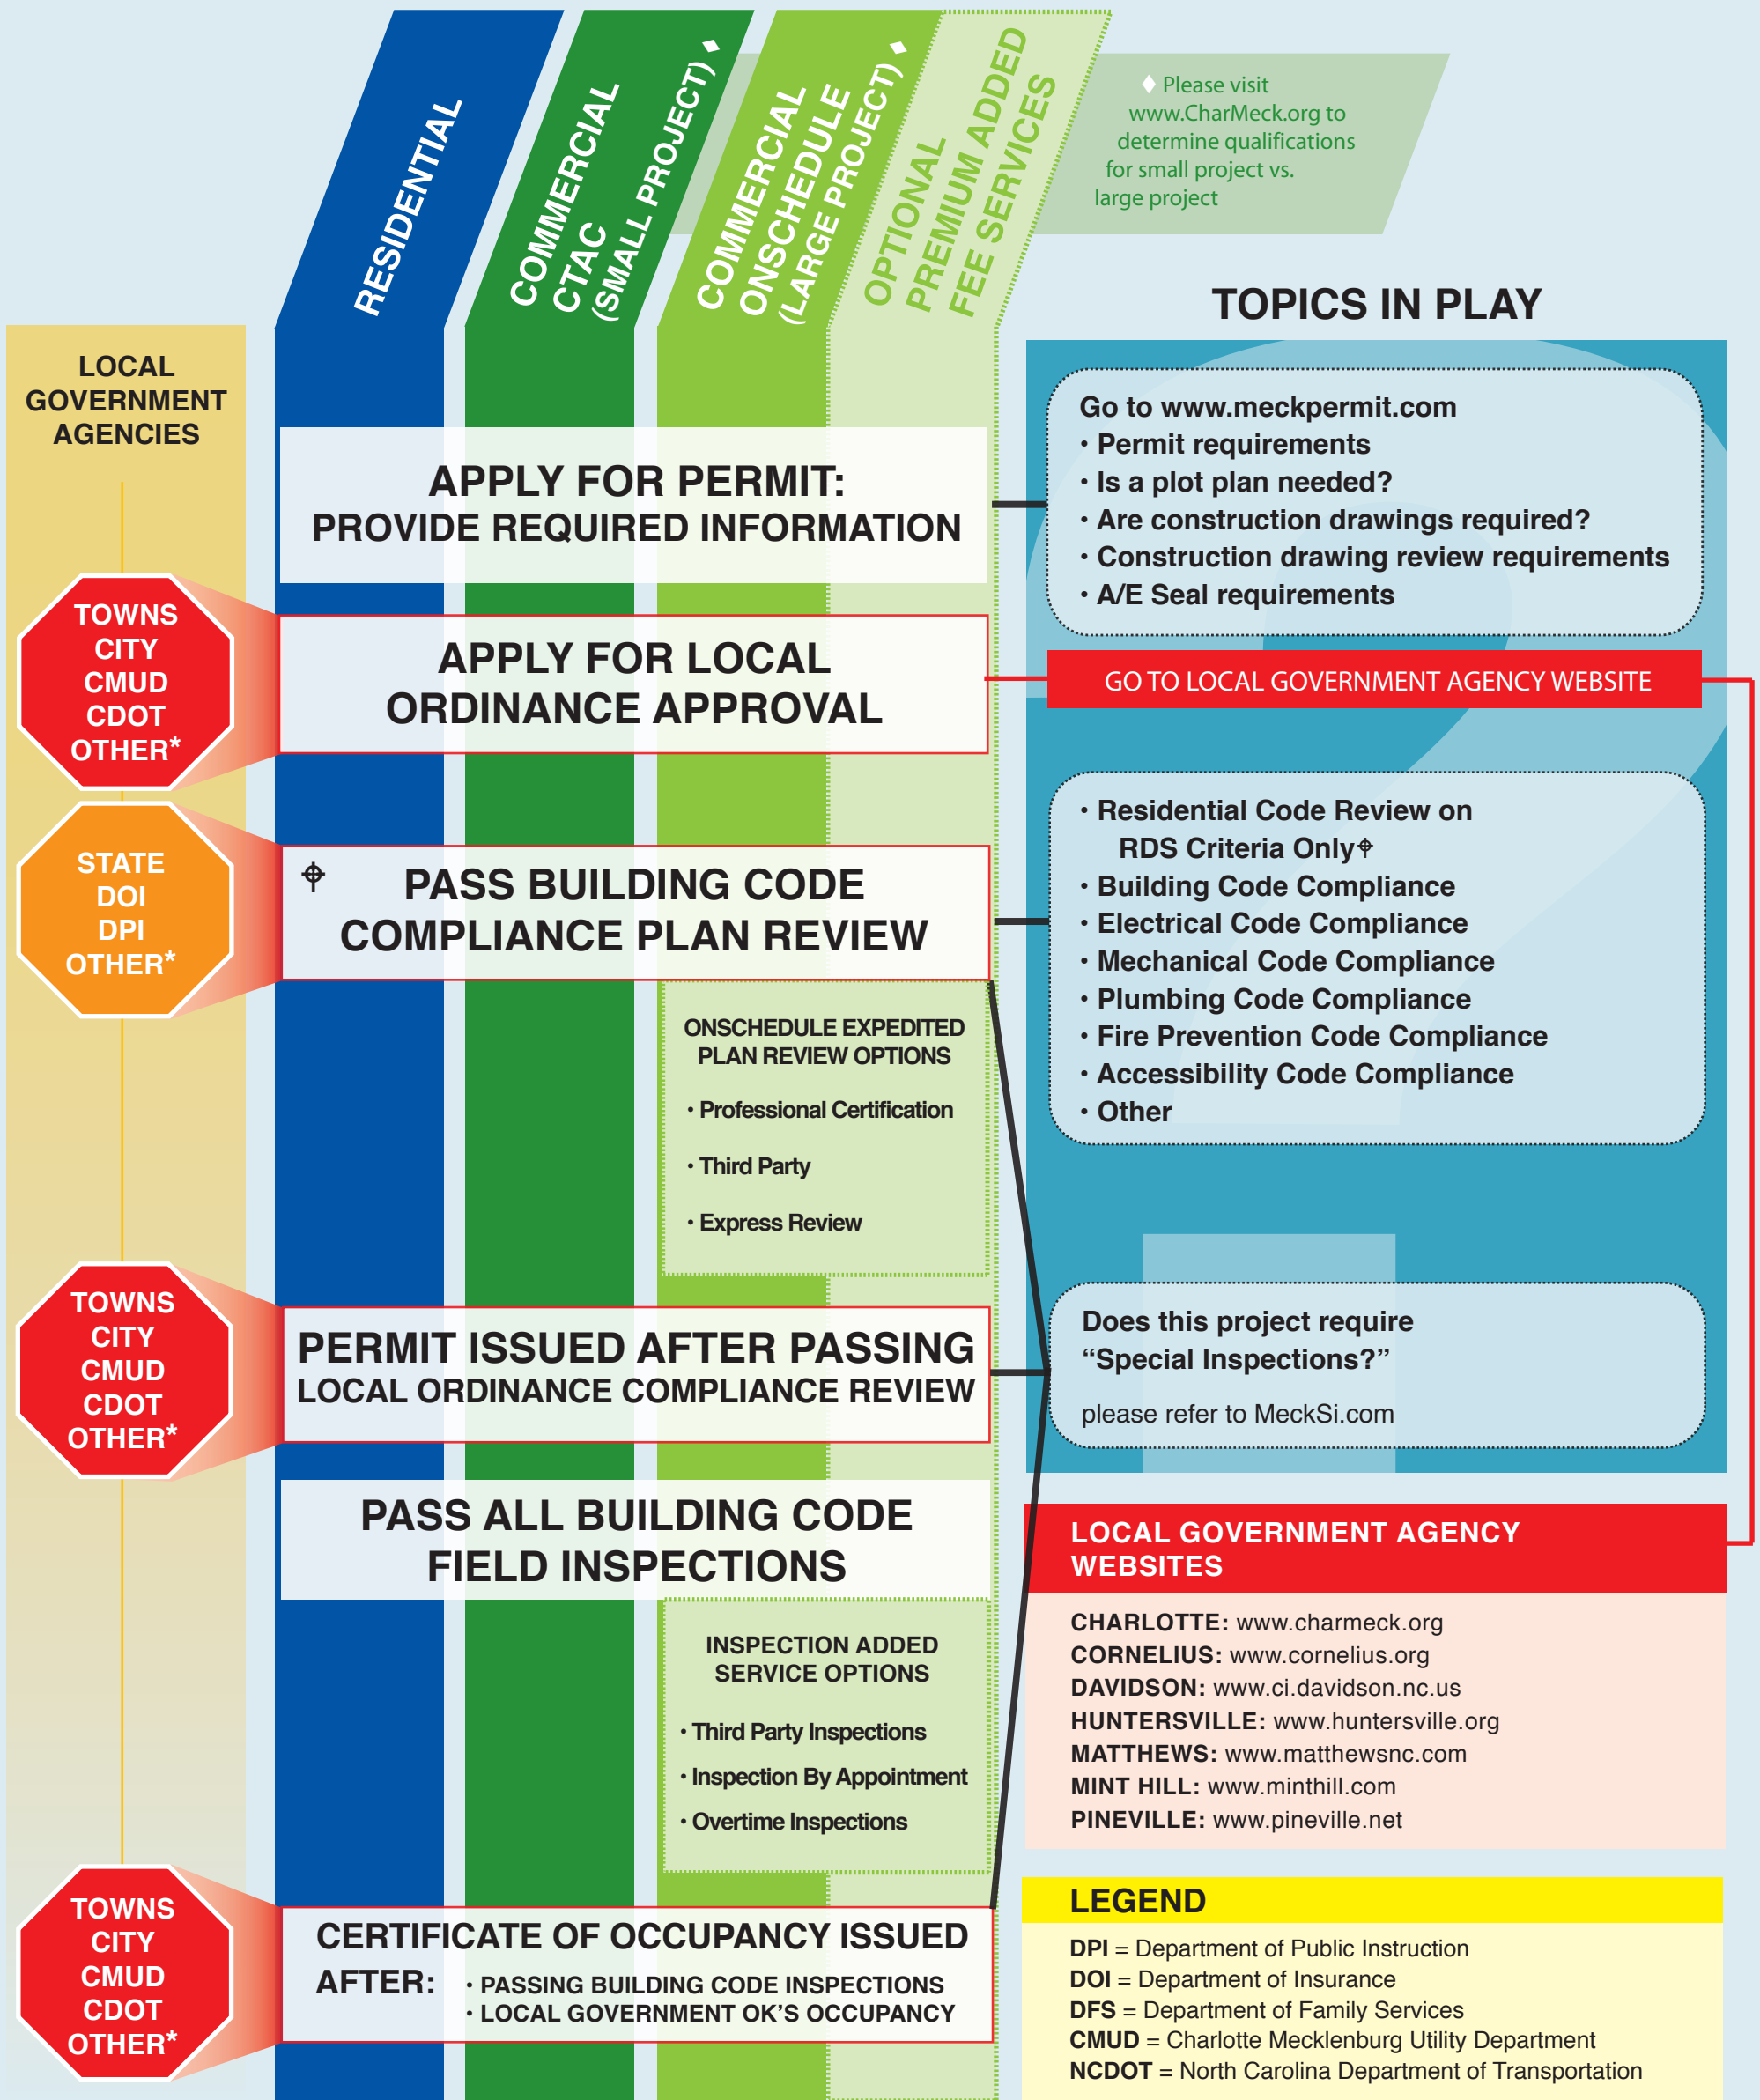 RESIDENTIAL
COMMERCIAL
CTAC
(SMALL PROJECT) ♦
COMMERCIAL
ONSCHEDULE
(LARGE PROJECT) ♦
OPTIONAL
PREMIUM ADDED
FEE SERVICES
♦ Please visit
www.CharMeck.org to
determine qualifications
for small project vs.
large project
LOCAL
GOVERNMENT
AGENCIES
TOPICS IN PLAY
APPLY FOR PERMIT:
PROVIDE REQUIRED INFORMATION
Go to www.meckpermit.com
• Permit requirements
• Is a plot plan needed?
• Are construction drawings required?
• Construction drawing review requirements
• A/E Seal requirements
TOWNS
CITY
CMUD
CDOT
OTHER*
APPLY FOR LOCAL
ORDINANCE APPROVAL
GO TO LOCAL GOVERNMENT AGENCY WEBSITE
STATE
DOI
DPI
OTHER*
⌖ PASS BUILDING CODE
COMPLIANCE PLAN REVIEW
• Residential Code Review on
RDS Criteria Only⌖
• Building Code Compliance
• Electrical Code Compliance
• Mechanical Code Compliance
• Plumbing Code Compliance
• Fire Prevention Code Compliance
• Accessibility Code Compliance
• Other
ONSCHEDULE EXPEDITED
PLAN REVIEW OPTIONS
• Professional Certification
• Third Party
• Express Review
TOWNS
CITY
CMUD
CDOT
OTHER*
PERMIT ISSUED AFTER PASSING
LOCAL ORDINANCE COMPLIANCE REVIEW
Does this project require
“Special Inspections?”
please refer to MeckSi.com
PASS ALL BUILDING CODE
FIELD INSPECTIONS
INSPECTION ADDED
SERVICE OPTIONS
• Third Party Inspections
• Inspection By Appointment
• Overtime Inspections
LOCAL GOVERNMENT AGENCY
WEBSITES
CHARLOTTE: www.charmeck.org
CORNELIUS: www.cornelius.org
DAVIDSON: www.ci.davidson.nc.us
HUNTERSVILLE: www.huntersville.org
MATTHEWS: www.matthewsnc.com
MINT HILL: www.minthill.com
PINEVILLE: www.pineville.net
TOWNS
CITY
CMUD
CDOT
OTHER*
CERTIFICATE OF OCCUPANCY ISSUED
AFTER: • PASSING BUILDING CODE INSPECTIONS
• LOCAL GOVERNMENT OK'S OCCUPANCY
LEGEND
DPI = Department of Public Instruction
DOI = Department of Insurance
DFS = Department of Family Services
CMUD = Charlotte Mecklenburg Utility Department
NCDOT = North Carolina Department of Transportation